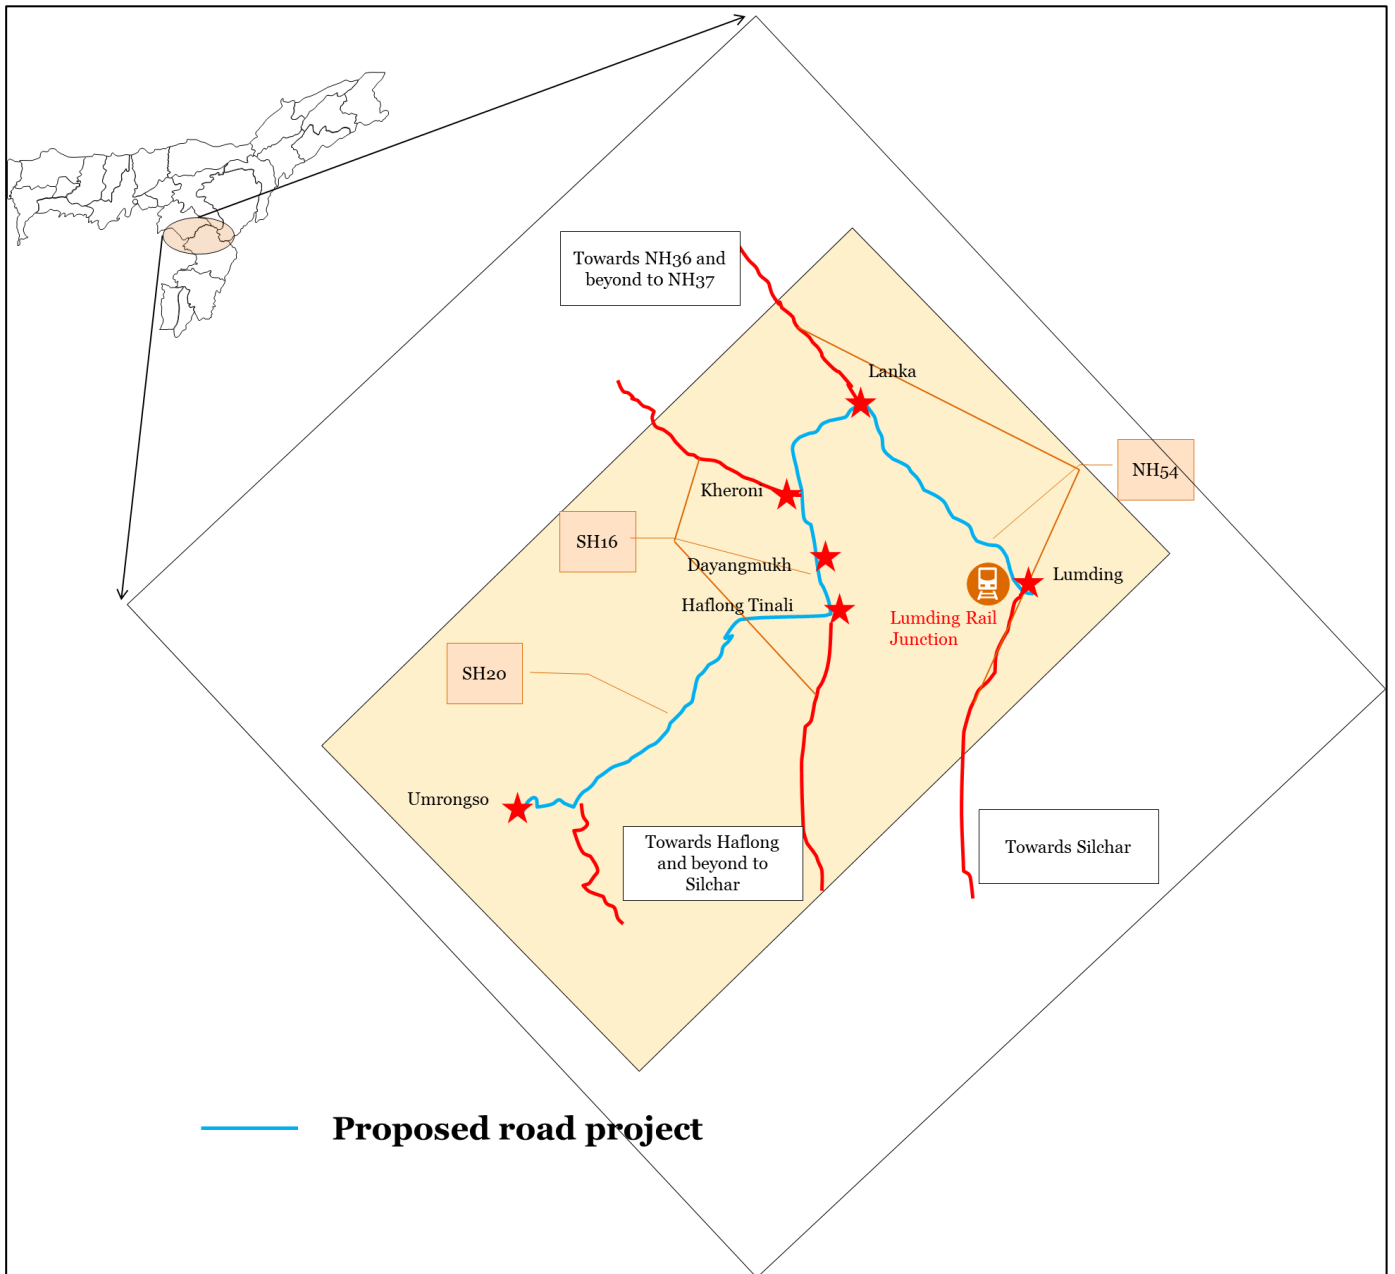 Towards NH36 and
beyond to NH37
Lanka
NH54
Kheroni
SH16
Dayangmukh
Lumding
Haflong Tinali
Lumding Rail
Junction
SH20
Umrongso
Towards Haflong
and beyond to
Silchar
Towards Silchar
Proposed road project